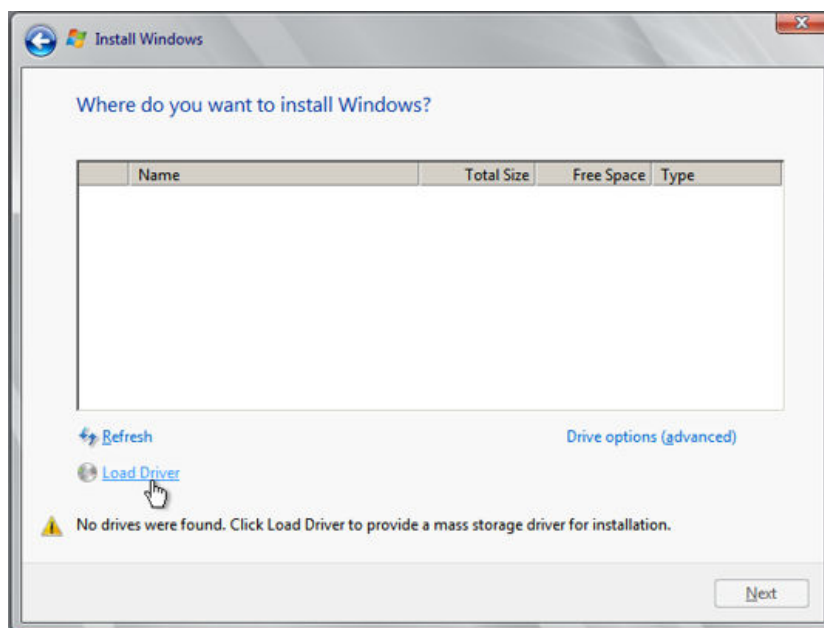 Install Windows
Where do you want to install Windows?
Name Total Size Free Space Type
Refresh Drive options (advanced)
Load Driver
No drives were found. Click Load Driver to provide a mass storage driver for installation.
Next